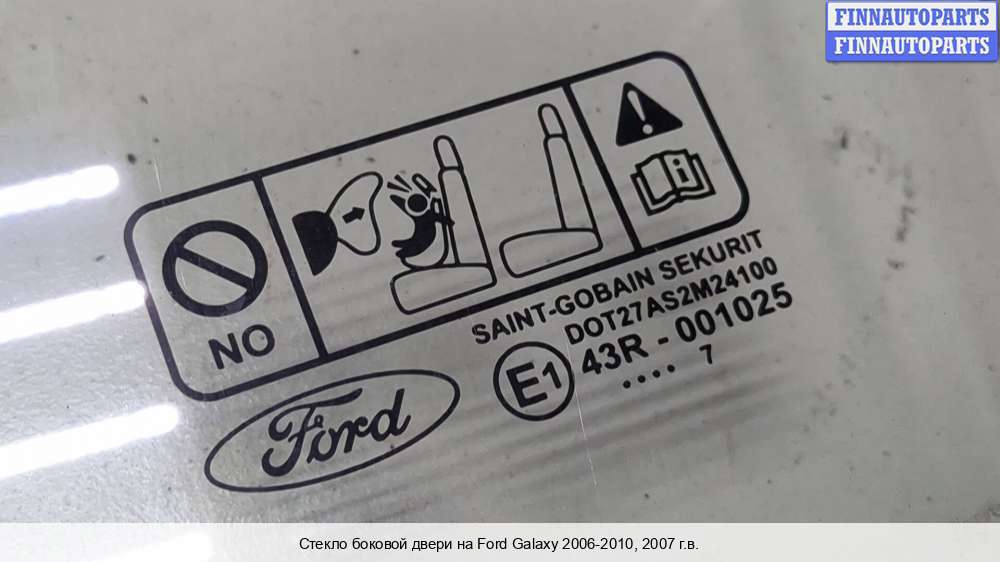 FINNAUTOPARTS
FINNAUTOPARTS
NO
SAINT-GOBAIN SEKURIT
DOT27AS2M24100
E1
43R - 001025
.... 7
Ford
Стекло боковой двери на Ford Galaxy 2006-2010, 2007 г.в.